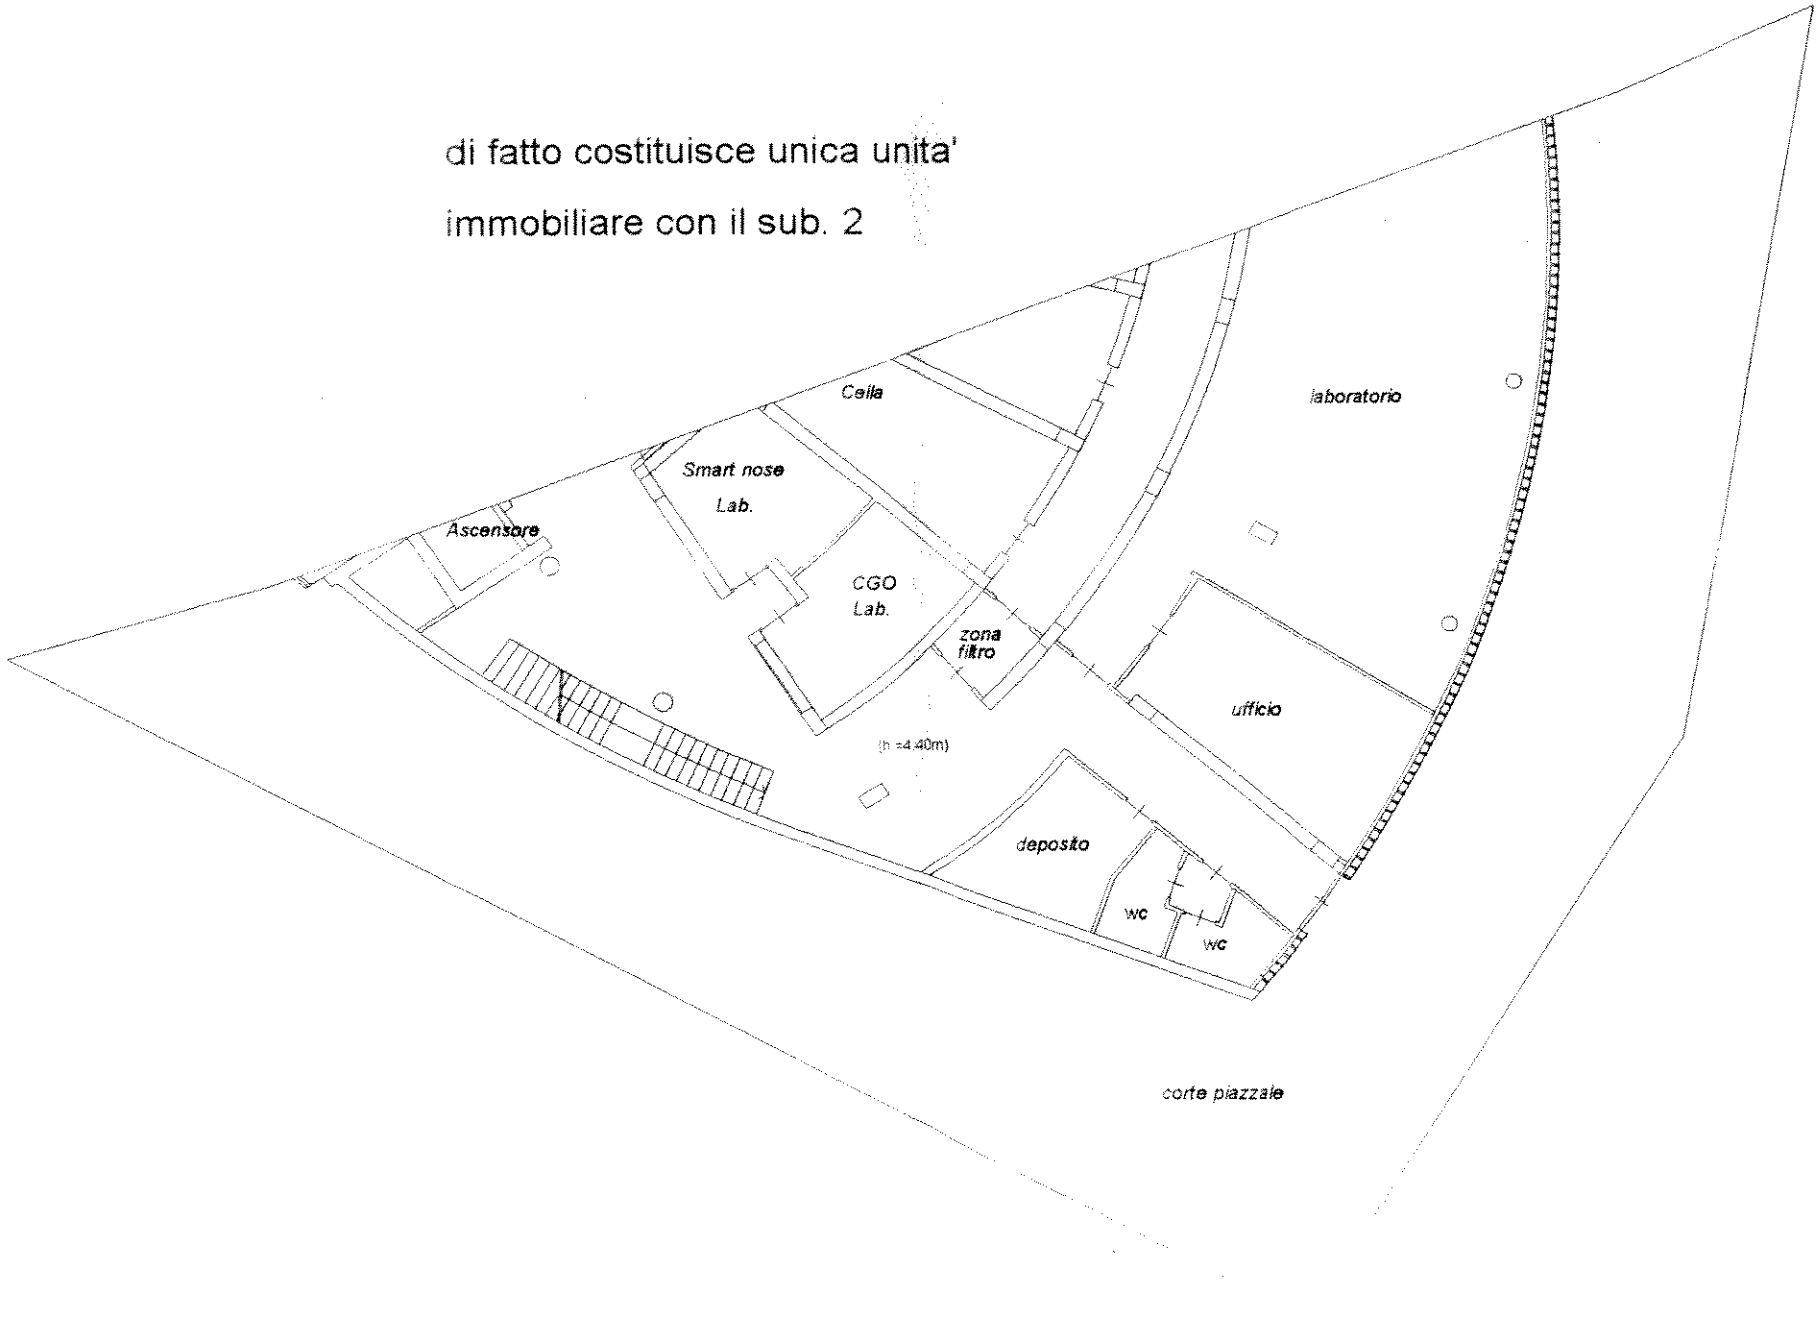 di fatto costituisce unica unita'
immobiliare con il sub. 2
Cella
laboratorio
Smart nose
Lab.
Ascensore
CGO
Lab.
zona
filtro
ufficio
(h =4.40m)
deposito
wc
wc
corte piazzale